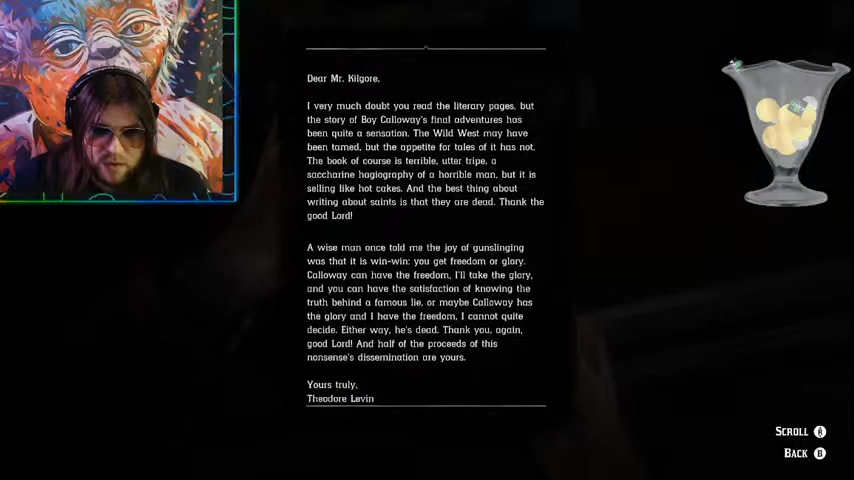 Dear Mr. Kilgore,
I very much doubt you read the literary pages, but
the story of Boy Calloway's final adventures has
been quite a sensation. The Wild West may have
been tamed, but the appetite for tales of it has not.
The book of course is terrible, utter tripe, a
saccharine hagiography of a horrible man, but it is
selling like hot cakes. And the best thing about
writing about saints is that they are dead. Thank the
good Lord!
A wise man once told me the joy of gunslinging
was that it is win-win: you get freedom or glory.
Calloway can have the freedom, I'll take the glory,
and you can have the satisfaction of knowing the
truth behind a famous lie, or maybe Calloway has
the glory and I have the freedom, I cannot quite
decide. Either way, he's dead. Thank you, again,
good Lord! And half of the proceeds of this
nonsense's dissemination are yours.
Yours truly,
Theodore Levin
SCROLL R
BACK B